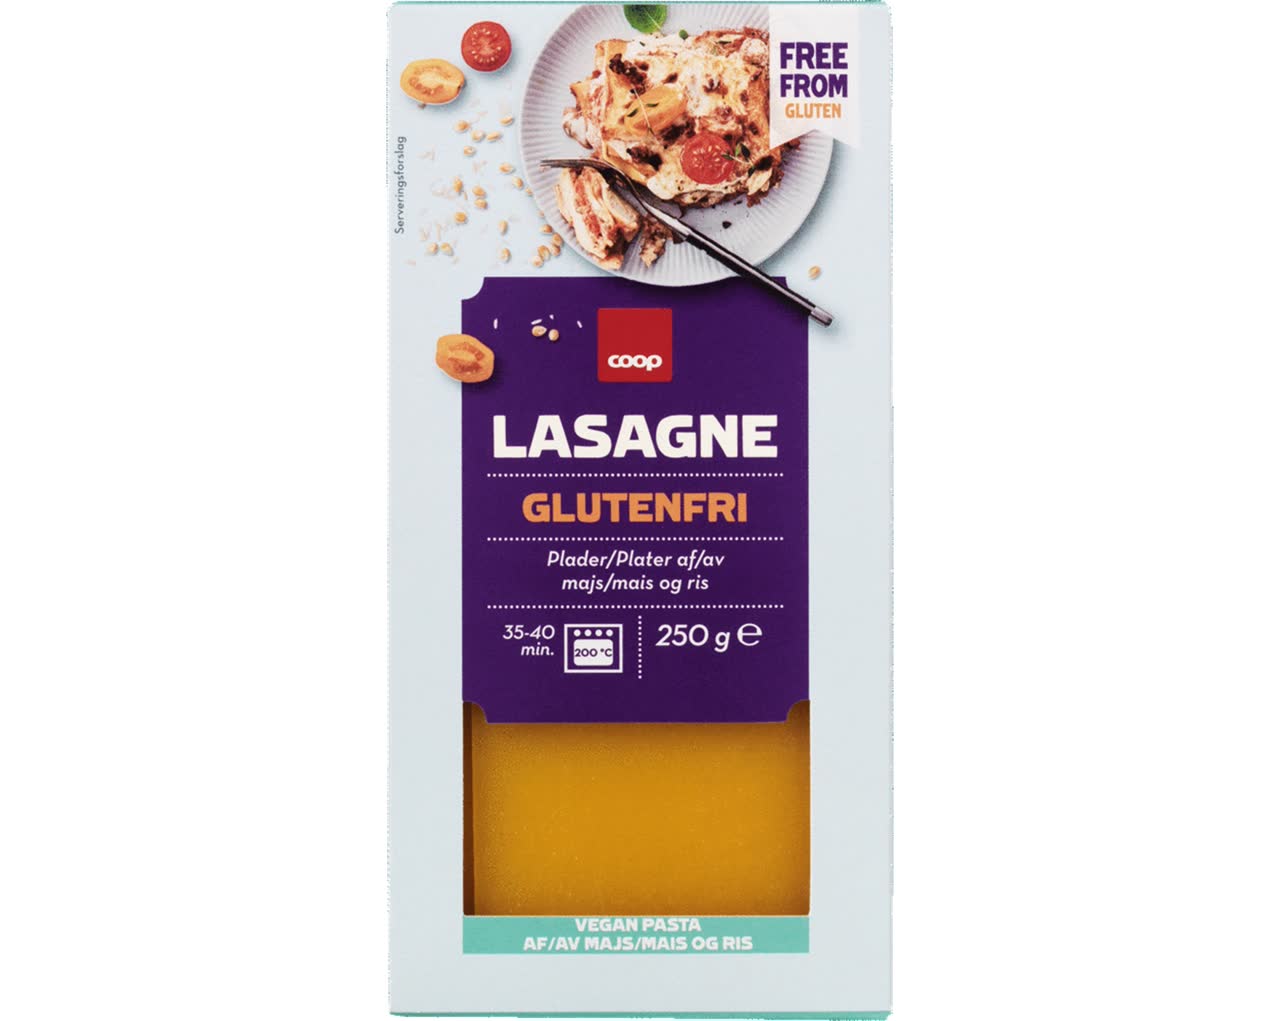 FREE
FROM
GLUTEN
Serveringsforslag
coop
LASAGNE
GLUTENFRI
Plader/Plater af/av
majs/mais og ris
35-40
min.
200 °C
250 g ℮
VEGAN PASTA
AF/AV MAJS/MAIS OG RIS